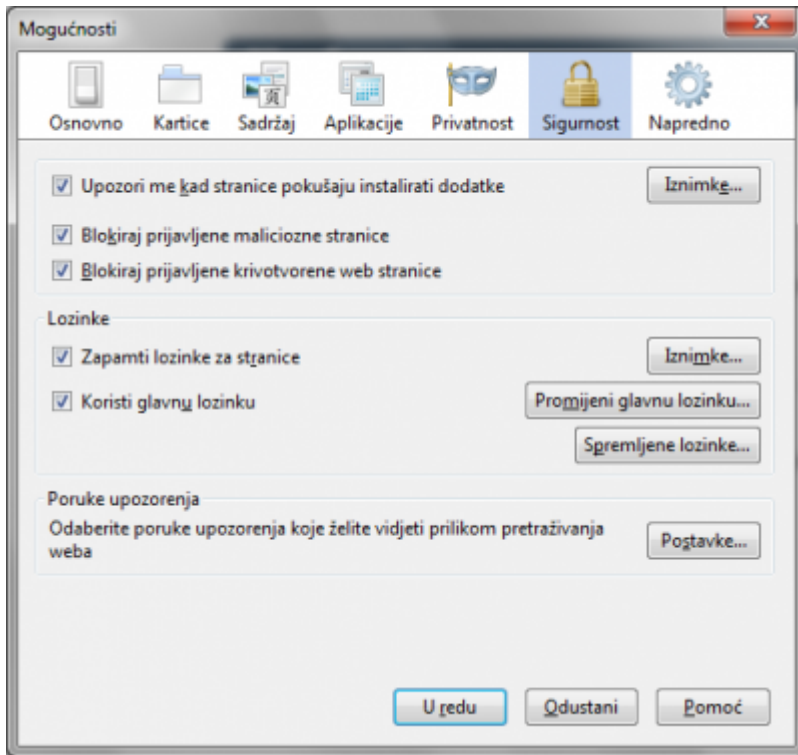 Mogućnosti
Osnovno Kartice Sadržaj Aplikacije Privatnost Sigurnost Napredno
Upozori me kad stranice pokušaju instalirati dodatke Iznimke...
Blokiraj prijavljene maliciozne stranice
Blokiraj prijavljene krivotvorene web stranice
Lozinke
Zapamti lozinke za stranice Iznimke...
Koristi glavnu lozinku Promijeni glavnu lozinku...
Spremljene lozinke...
Poruke upozorenja
Odaberite poruke upozorenja koje želite vidjeti prilikom pretraživanja
weba Postavke...
U redu Odustani Pomoć